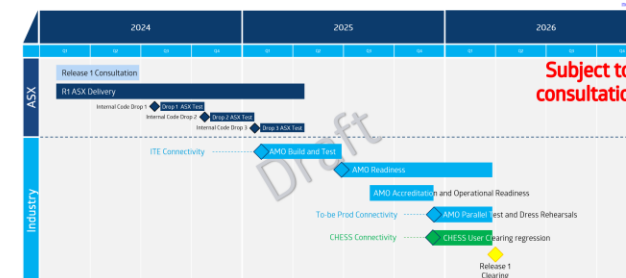 2024 2025 2026
Q1 Q2 Q3 Q4 Q1 Q2 Q3 Q4 Q1 Q2 Q3
ASX
Release 1 Consultation
Subject to
consultatio
R1 ASX Delivery
Internal Code Drop 1 Drop 1 ASX Test
Internal Code Drop 2 Drop 2 ASX Test
Internal Code Drop 3 Drop 3 ASX Test
Draft
Industry
ITE Connectivity AMO Build and Test
AMO Readiness
AMO Accreditation and Operational Readiness
To-be Prod Connectivity AMO Parallel Test and Dress Rehearsals
CHESS Connectivity CHESS User Clearing regression
Release 1
Clearing